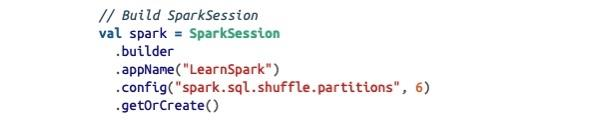 // Build SparkSession
val spark = SparkSession
.builder
.appName("LearnSpark")
.config("spark.sql.shuffle.partitions", 6)
.getOrCreate()